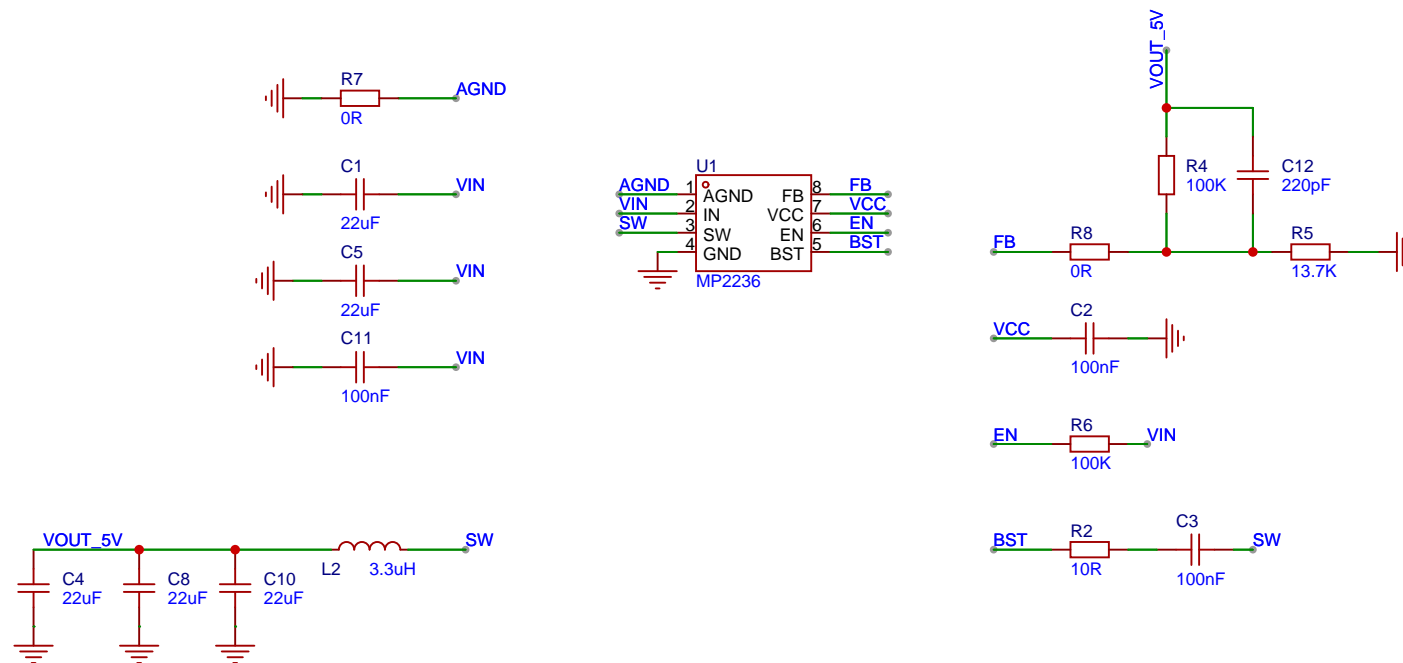 R7
AGND
0R
C1
VIN
22uF
C5
VIN
22uF
C11
VIN
100nF
U1
AGND 1 AGND FB 8 FB
VIN 2 IN VCC 7 VCC
SW 3 SW EN 6 EN
4 GND BST 5 BST
MP2236
VOUT_5V
R4
100K
C12
220pF
FB
R8
0R
R5
13.7K
VCC
C2
100nF
EN
R6
VIN
100K
BST
R2
10R
C3
SW
100nF
VOUT_5V
SW
L2 3.3uH
C4
22uF
C8
22uF
C10
22uF